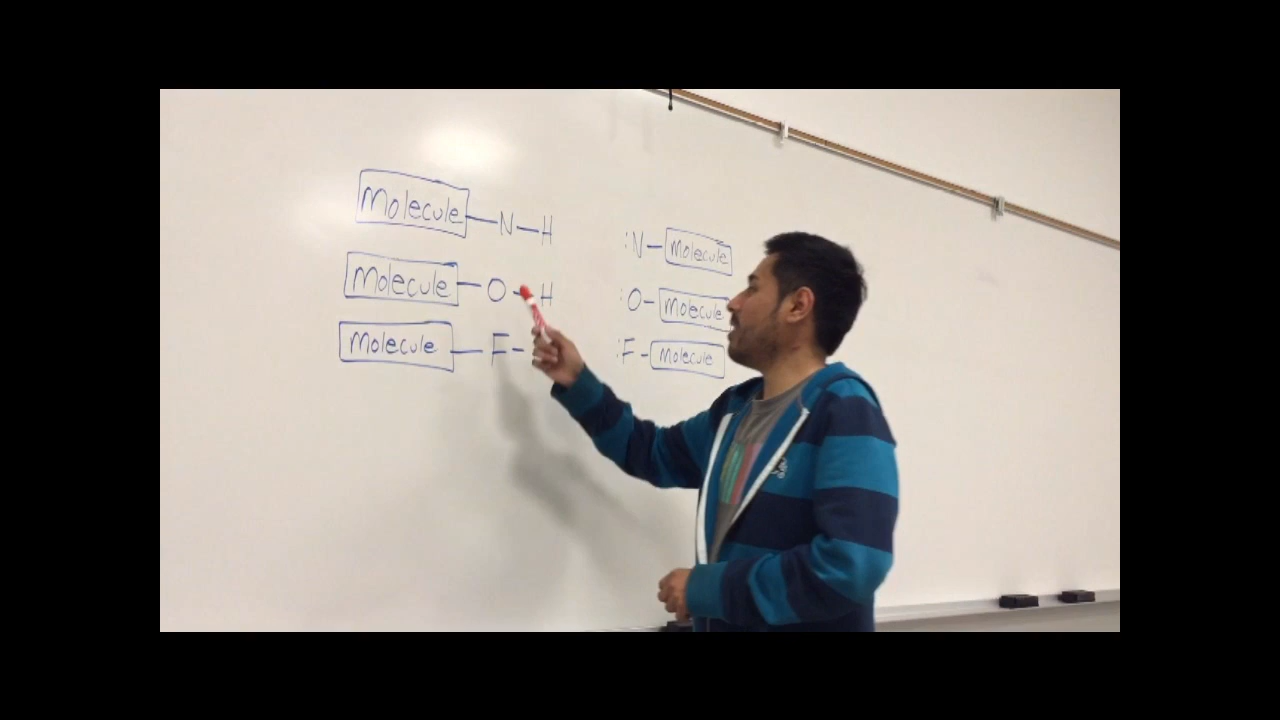 Molecule — N — H
:N — Molecule
Molecule — O — H
:O — Molecule
Molecule — F —
:F — Molecule